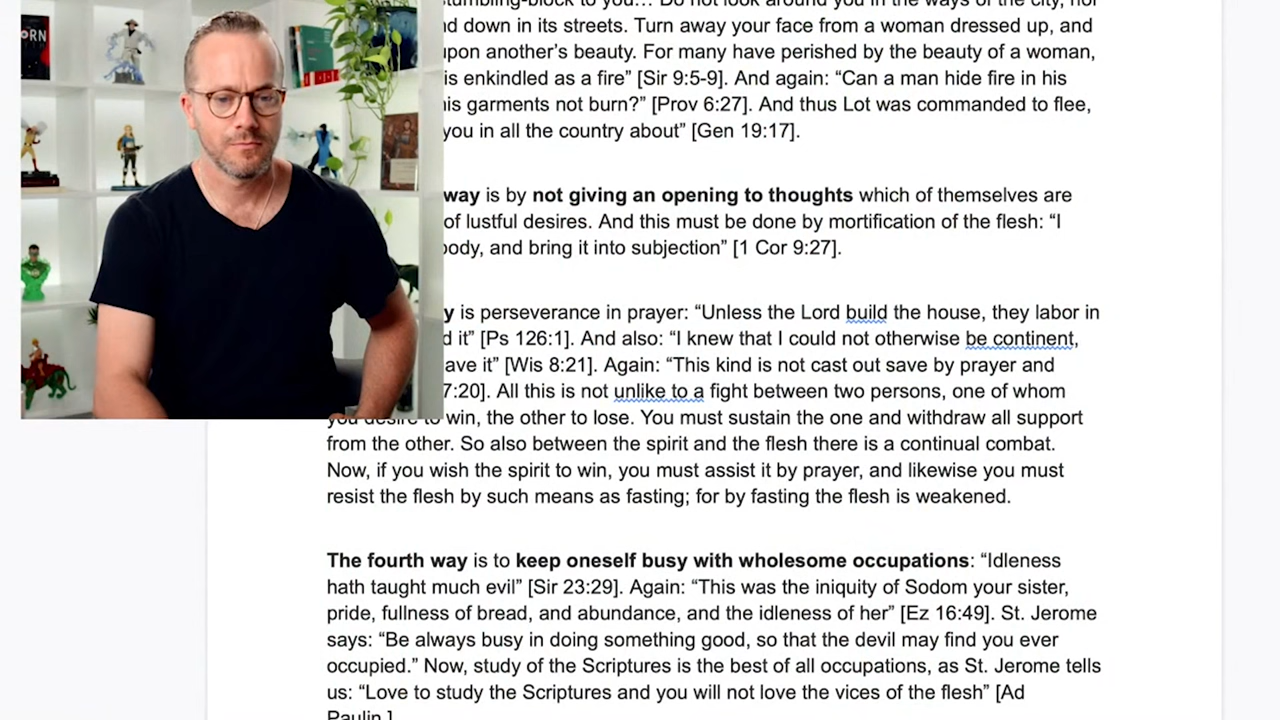 to you… Do not look around you in the ways of the city, nor
down in its streets. Turn away your face from a woman dressed up, and
upon another’s beauty. For many have perished by the beauty of a woman,
is enkindled as a fire” [Sir 9:5-9]. And again: “Can a man hide fire in his
his garments not burn?” [Prov 6:27]. And thus Lot was commanded to flee,
you in all the country about” [Gen 19:17].
way is by not giving an opening to thoughts which of themselves are
of lustful desires. And this must be done by mortification of the flesh: “I
body, and bring it into subjection” [1 Cor 9:27].
y is perseverance in prayer: “Unless the Lord build the house, they labor in
d it” [Ps 126:1]. And also: “I knew that I could not otherwise be continent,
ave it” [Wis 8:21]. Again: “This kind is not cast out save by prayer and
7:20]. All this is not unlike to a fight between two persons, one of whom
you desire to win, the other to lose. You must sustain the one and withdraw all support
from the other. So also between the spirit and the flesh there is a continual combat.
Now, if you wish the spirit to win, you must assist it by prayer, and likewise you must
resist the flesh by such means as fasting; for by fasting the flesh is weakened.
The fourth way is to keep oneself busy with wholesome occupations: “Idleness
hath taught much evil” [Sir 23:29]. Again: “This was the iniquity of Sodom your sister,
pride, fullness of bread, and abundance, and the idleness of her” [Ez 16:49]. St. Jerome
says: “Be always busy in doing something good, so that the devil may find you ever
occupied.” Now, study of the Scriptures is the best of all occupations, as St. Jerome tells
us: “Love to study the Scriptures and you will not love the vices of the flesh” [Ad
Paulin.]